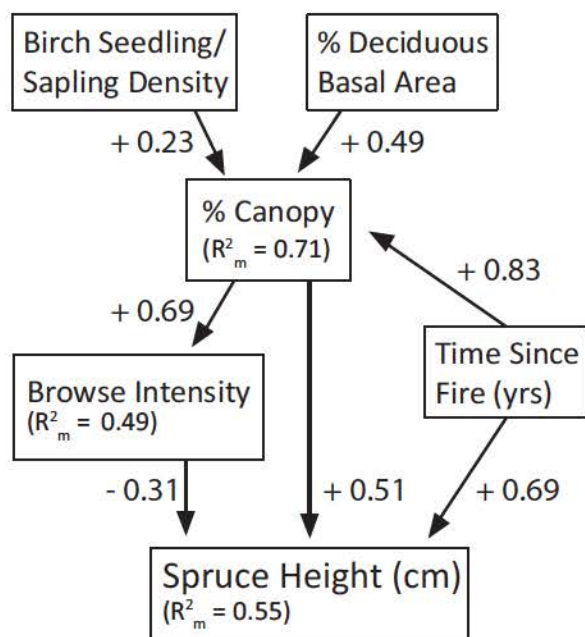 Birch Seedling/
Sapling Density
% Deciduous
Basal Area
+ 0.23
+ 0.49
% Canopy
(R²m = 0.71)
+ 0.83
+ 0.69
Browse Intensity
(R²m = 0.49)
Time Since
Fire (yrs)
- 0.31
+ 0.51
+ 0.69
Spruce Height (cm)
(R²m = 0.55)